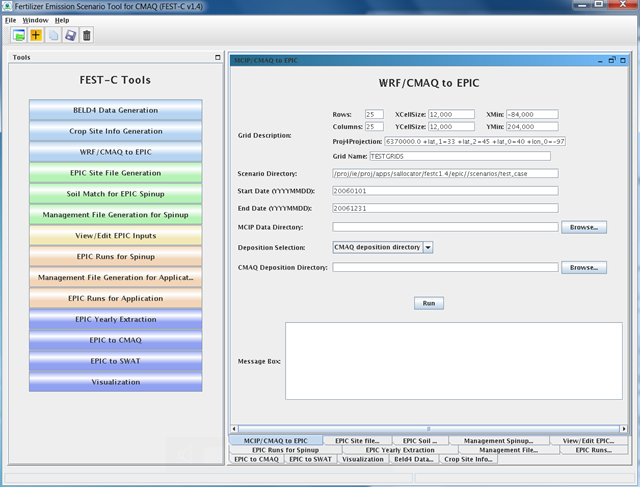 Fertilizer Emission Scenario Tool for CMAQ (FEST-C v1.4)
File Window Help
Tools
FEST-C Tools
BELD4 Data Generation
Crop Site Info Generation
WRF/CMAQ to EPIC
EPIC Site File Generation
Soil Match for EPIC Spinup
Management File Generation for Spinup
View/Edit EPIC Inputs
EPIC Runs for Spinup
Management File Generation for Applicat...
EPIC Runs for Application
EPIC Yearly Extraction
EPIC to CMAQ
EPIC to SWAT
Visualization
MCIP/CMAQ to EPIC
WRF/CMAQ to EPIC
Grid Description:
Rows: 25 XCellSize: 12,000 XMin: -84,000
Columns: 25 YCellSize: 12,000 YMin: 204,000
Proj4Projection: 6370000.0 +lat_1=33 +lat_2=45 +lat_0=40 +lon_0=-97
Grid Name: TESTGRIDS
Scenario Directory: /proj/ie/proj/apps/sallocator/festc1.4/epic//scenarios/test_case
Start Date (YYYYMMDD): 20060101
End Date (YYYYMMDD): 20061231
MCIP Data Directory: Browse...
Deposition Selection: CMAQ deposition directory
CMAQ Deposition Directory: Browse...
Run
Message Box:
MCIP/CMAQ to EPIC EPIC Site file... EPIC Soil ... Management Spinup... View/Edit EPIC...
EPIC Runs for Spinup EPIC Yearly Extraction Management File... EPIC Runs...
EPIC to CMAQ EPIC to SWAT Visualization Beld4 Data... Crop Site Info...